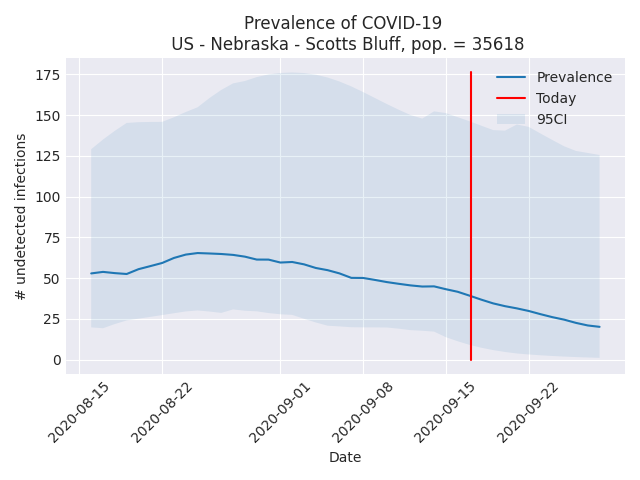 Prevalence of COVID-19
US - Nebraska - Scotts Bluff, pop. = 35618
Prevalence
Today
95CI
# undetected infections
175
150
125
100
75
50
25
0
2020-08-15
2020-08-22
2020-09-01
2020-09-08
2020-09-15
2020-09-22
Date